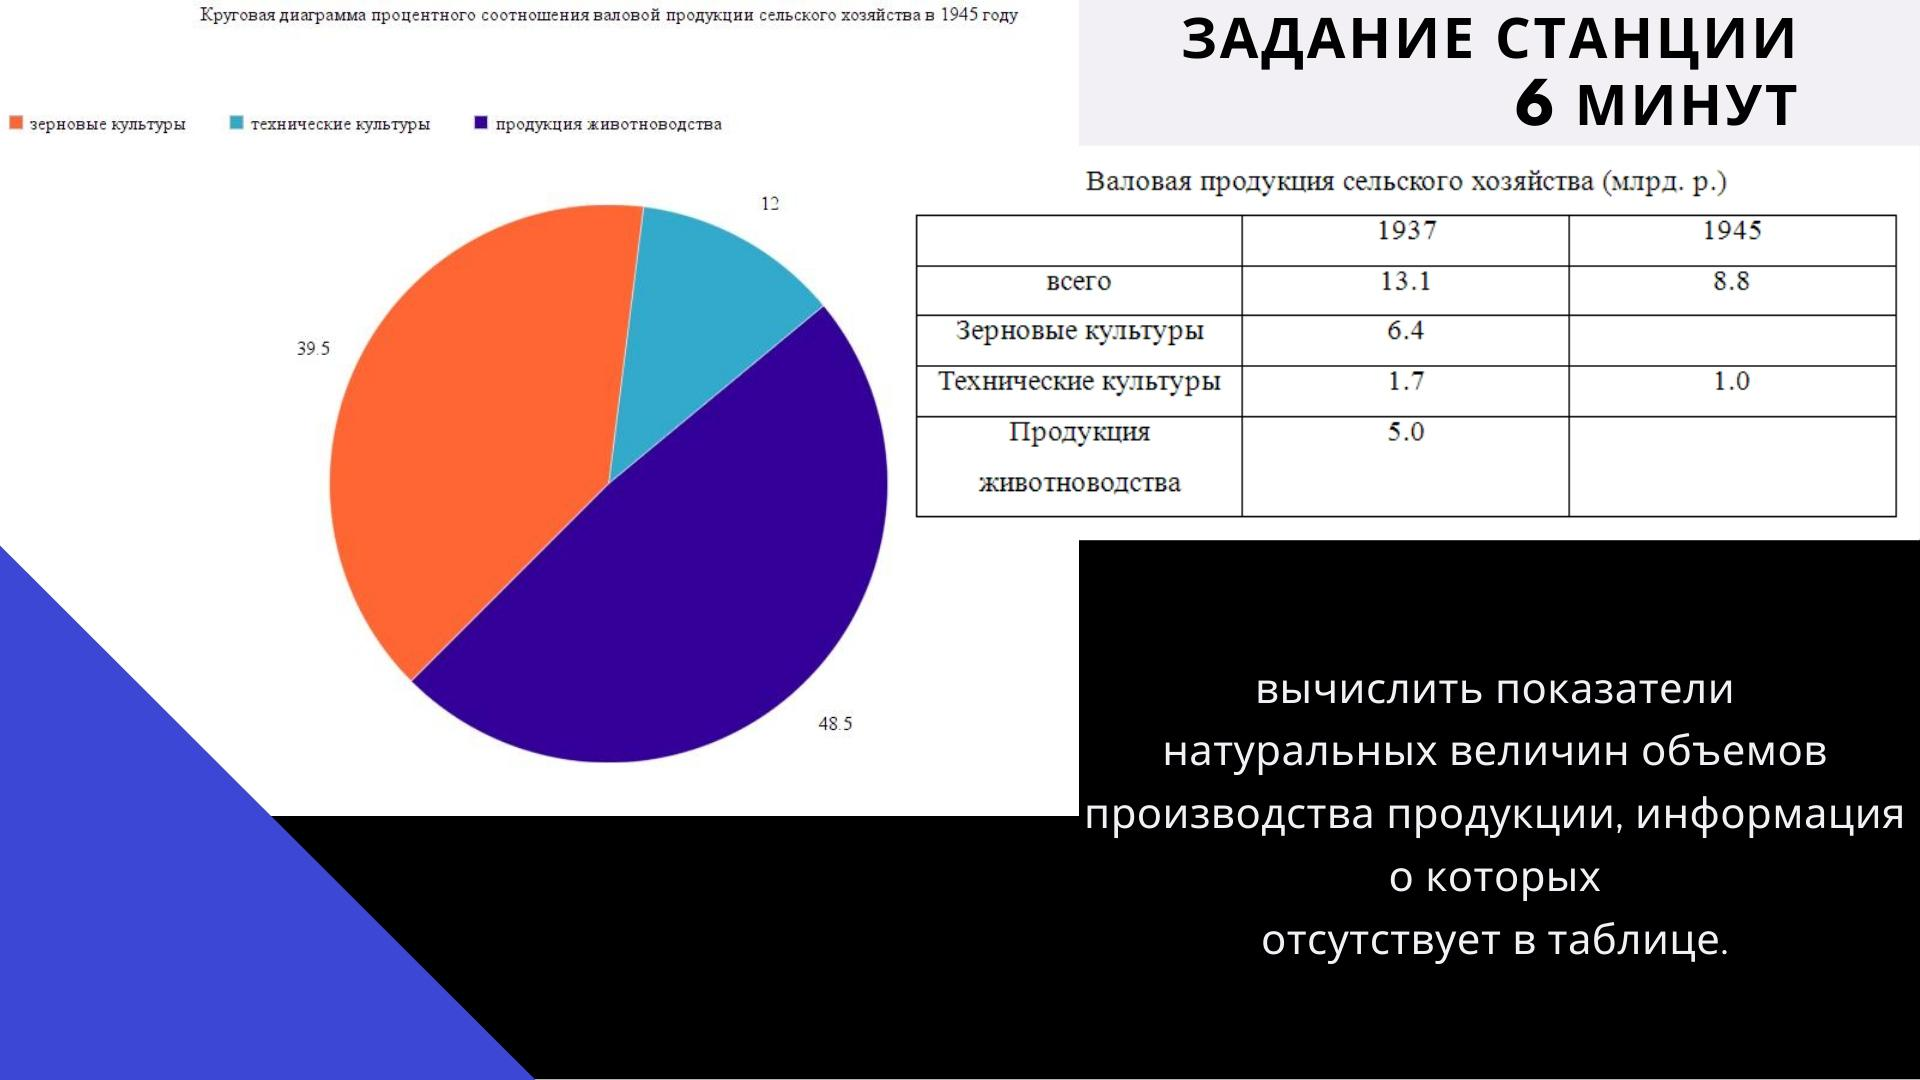 Круговая диаграмма процентного соотношения валовой продукции сельского хозяйства в 1945 году
зерновые культуры технические культуры продукция животноводства
12
39.5
48.5
ЗАДАНИЕ СТАНЦИИ
6 МИНУТ
Валовая продукция сельского хозяйства (млрд. р.)
1937 1945
всего 13.1 8.8
Зерновые культуры 6.4
Технические культуры 1.7 1.0
Продукция 5.0
животноводства
вычислить показатели
натуральных величин объемов
производства продукции, информация
о которых
отсутствует в таблице.